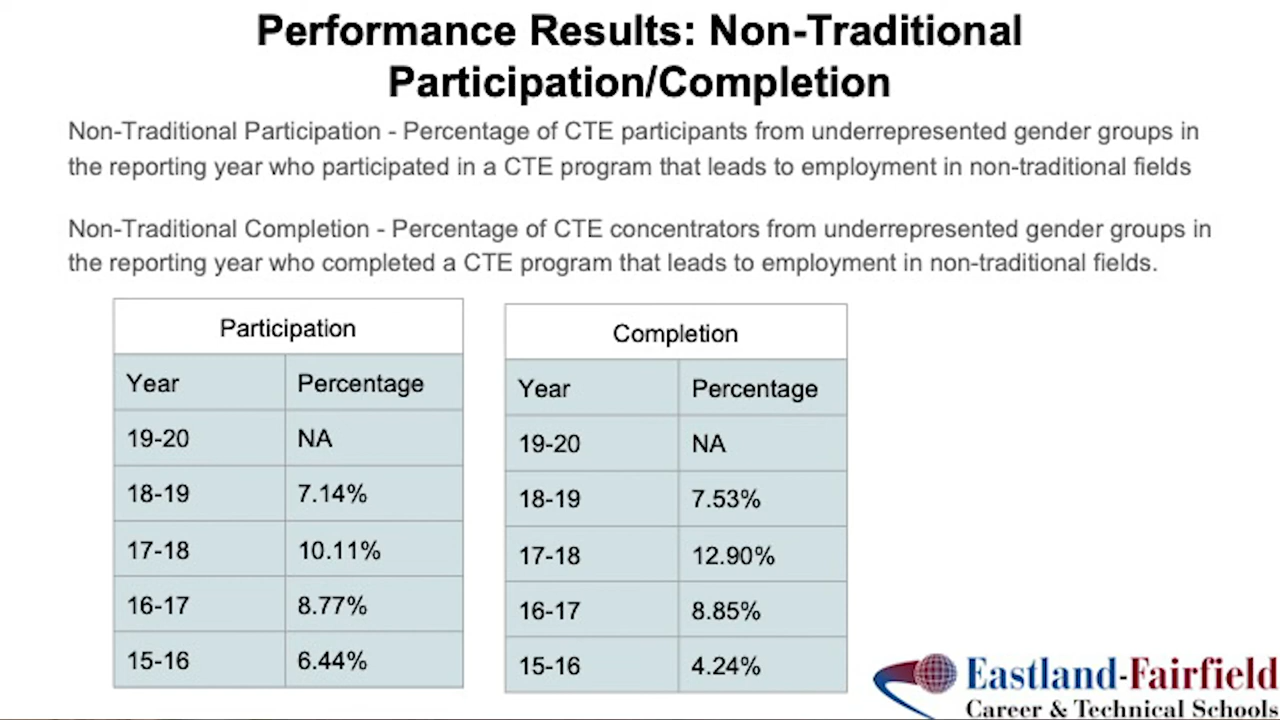 Performance Results: Non-Traditional
Participation/Completion
Non-Traditional Participation - Percentage of CTE participants from underrepresented gender groups in
the reporting year who participated in a CTE program that leads to employment in non-traditional fields
Non-Traditional Completion - Percentage of CTE concentrators from underrepresented gender groups in
the reporting year who completed a CTE program that leads to employment in non-traditional fields.
Participation
Year Percentage
19-20 NA
18-19 7.14%
17-18 10.11%
16-17 8.77%
15-16 6.44%
Completion
Year Percentage
19-20 NA
18-19 7.53%
17-18 12.90%
16-17 8.85%
15-16 4.24%
Eastland-Fairfield
Career & Technical Schools